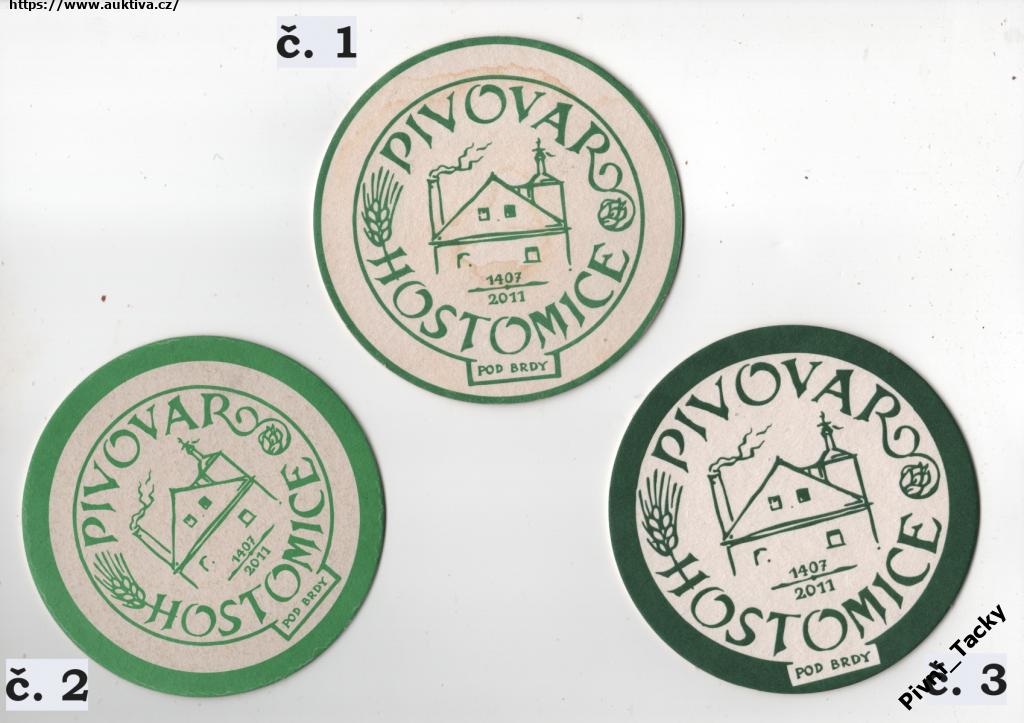 https://www.auktiva.cz/
č. 1
PIVOVAR
HOSTOMICE
1407
2011
POD BRDY
č. 2
PIVOVAR
HOSTOMICE
1407
2011
POD BRDY
PIVOVAR
HOSTOMICE
1407
2011
POD BRDY
č. 3
Pivní_Tacky